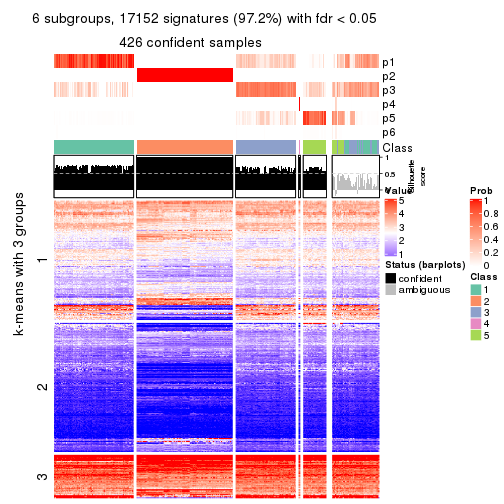 6 subgroups, 17152 signatures (97.2%) with fdr < 0.05
426 confident samples
p1
p2
p3
p4
p5
p6
Class
1
0.5
0
Silhouette
score
k-means with 3 groups
1
2
3
Value
5
4
3
2
1
Status (barplots)
confident
ambiguous
Prob
1
0.8
0.6
0.4
0.2
0
Class
1
2
3
4
5